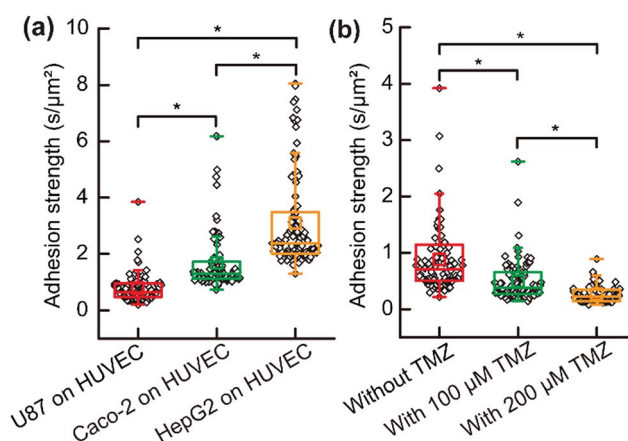 (a)
Adhesion strength (s/µm²)
10
8
6
4
2
0
*
*
*
U87 on HUVEC
Caco-2 on HUVEC
HepG2 on HUVEC
(b)
Adhesion strength (s/µm²)
5
4
3
2
1
0
*
*
*
Without TMZ
With 100 µM TMZ
With 200 µM TMZ